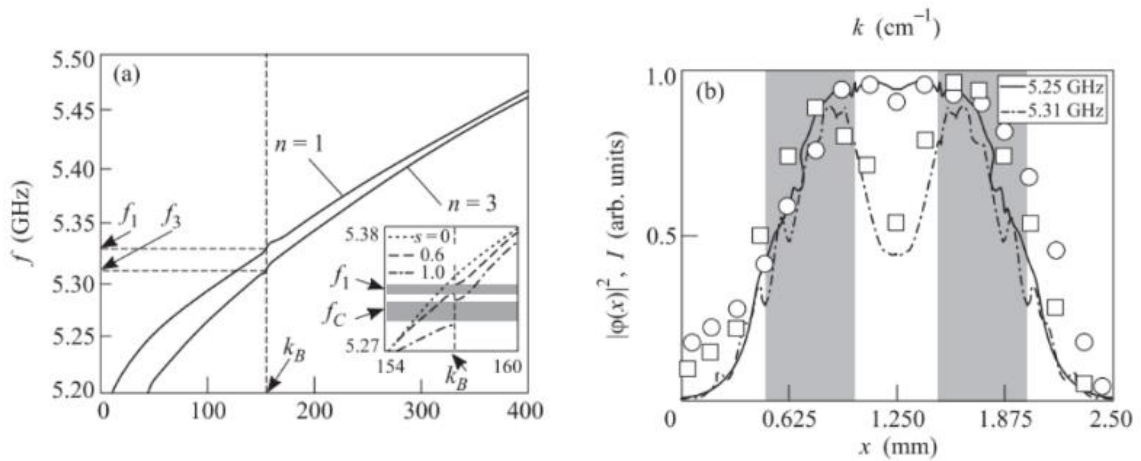 k (cm⁻¹)
(a)
5.50
5.45
5.40
5.35
5.30
5.25
5.20
f (GHz)
f₁ f₃
n = 1
n = 3
5.38
s=0
0.6
1.0
f₁
f_C
5.27
154
k_B
160
k_B
0
100
200
300
400
(b)
5.25 GHz
5.31 GHz
1.0
0.5
|φ(x)|², I (arb. units)
0
0.625
1.250
1.875
2.50
x (mm)